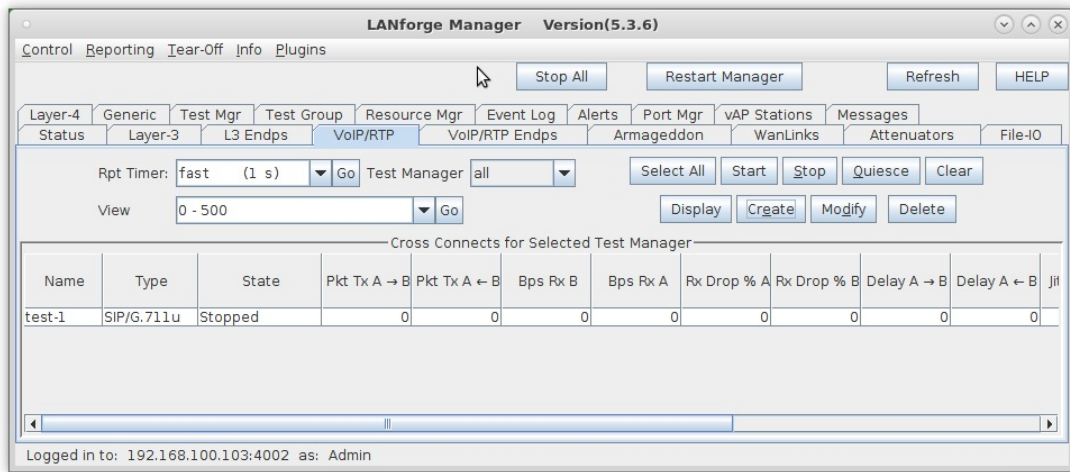 LANforge Manager Version(5.3.6)
Control Reporting Tear-Off Info Plugins
Stop All Restart Manager Refresh HELP
Layer-4 Generic Test Mgr Test Group Resource Mgr Event Log Alerts Port Mgr vAP Stations Messages
Status Layer-3 L3 Endps VoIP/RTP VoIP/RTP Endps Armageddon WanLinks Attenuators File-IO
Rpt Timer: fast (1 s) Go Test Manager all Select All Start Stop Quiesce Clear
View 0 - 500 Go Display Create Modify Delete
Cross Connects for Selected Test Manager
Name Type State Pkt Tx A → B Pkt Tx A ← B Bps Rx B Bps Rx A Rx Drop % A Rx Drop % B Delay A → B Delay A ← B
test-1 SIP/G.711u Stopped 0 0 0 0 0 0 0 0
Logged in to: 192.168.100.103:4002 as: Admin